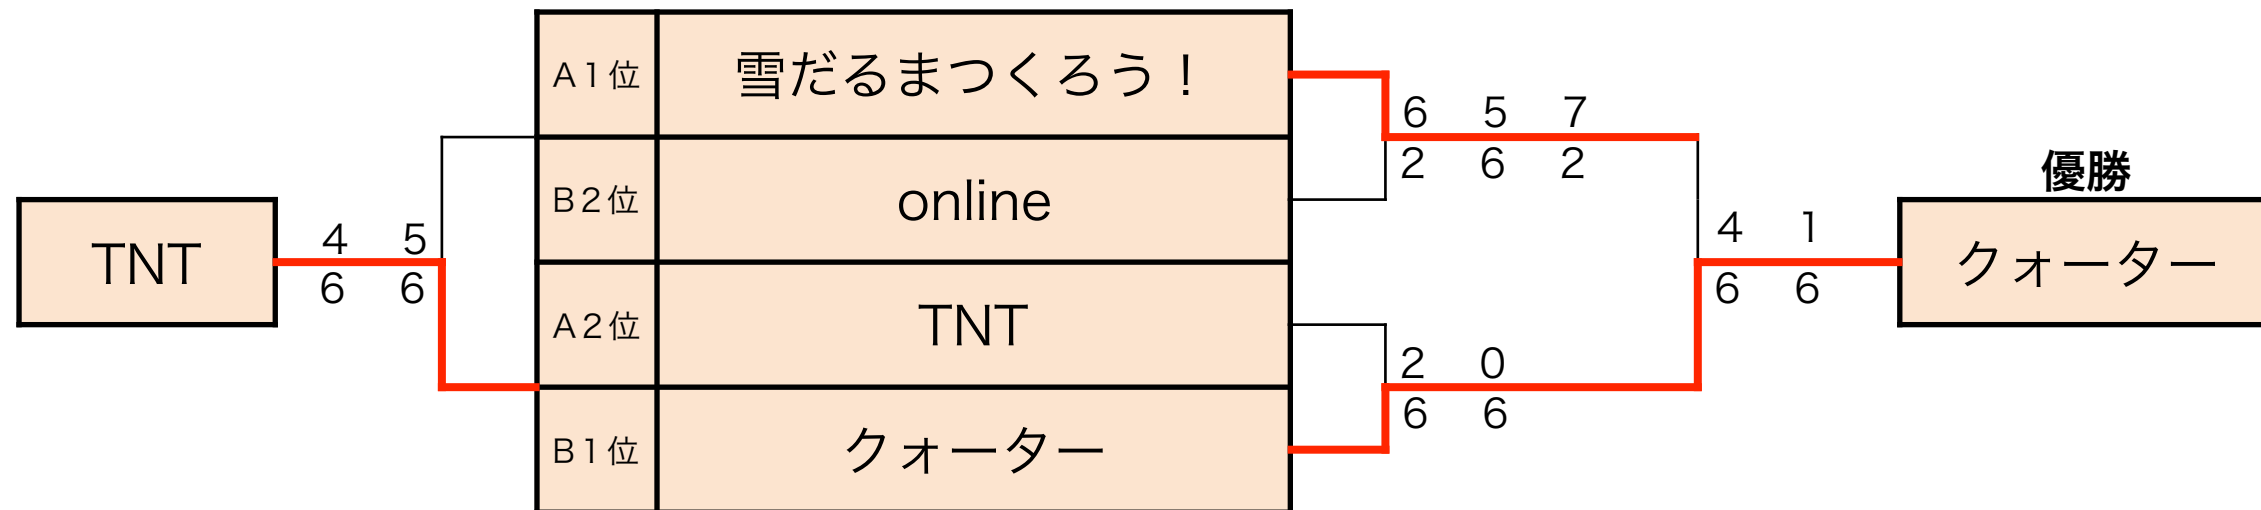 A1位 雪だるまつくろう！
6 5 7
2 6 2
優勝
B2位 online
TNT
4 5
6 6
4 1
6 6
クォーター
A2位 TNT
2 0
6 6
B1位 クォーター